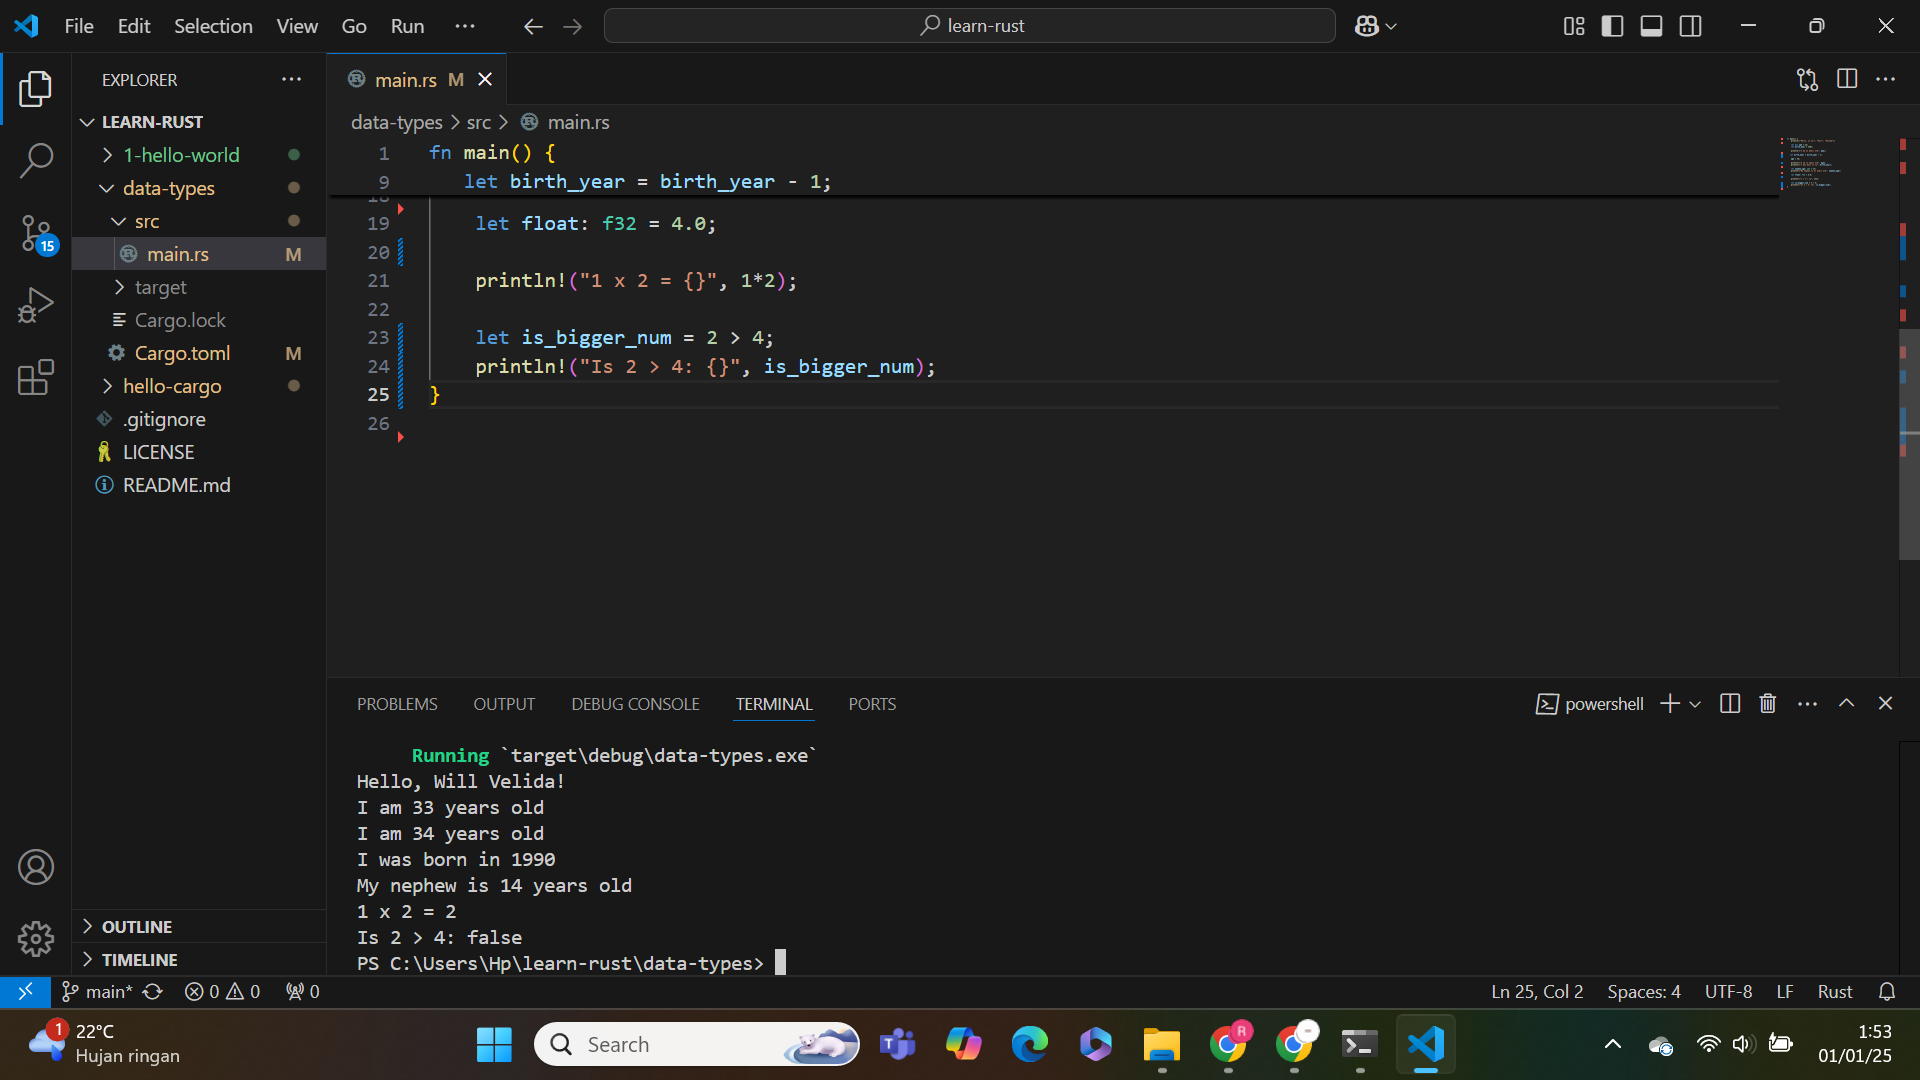 File Edit Selection View Go Run ··· learn-rust
EXPLORER
LEARN-RUST
1-hello-world
data-types
src
main.rs M
target
Cargo.lock
Cargo.toml M
hello-cargo
.gitignore
LICENSE
README.md
OUTLINE
TIMELINE
15
main.rs M
data-types > src > main.rs
1 fn main() {
9 let birth_year = birth_year - 1;
19 let float: f32 = 4.0;
20
21 println!("1 x 2 = {}", 1*2);
22
23 let is_bigger_num = 2 > 4;
24 println!("Is 2 > 4: {}", is_bigger_num);
25 }
26
PROBLEMS OUTPUT DEBUG CONSOLE TERMINAL PORTS powershell
Running `target\debug\data-types.exe`
Hello, Will Velida!
I am 33 years old
I am 34 years old
I was born in 1990
My nephew is 14 years old
1 x 2 = 2
Is 2 > 4: false
PS C:\Users\Hp\learn-rust\data-types>
main* 0 0 0 Ln 25, Col 2 Spaces: 4 UTF-8 LF Rust
1 22°C
Hujan ringan
Search
R
1:53
01/01/25